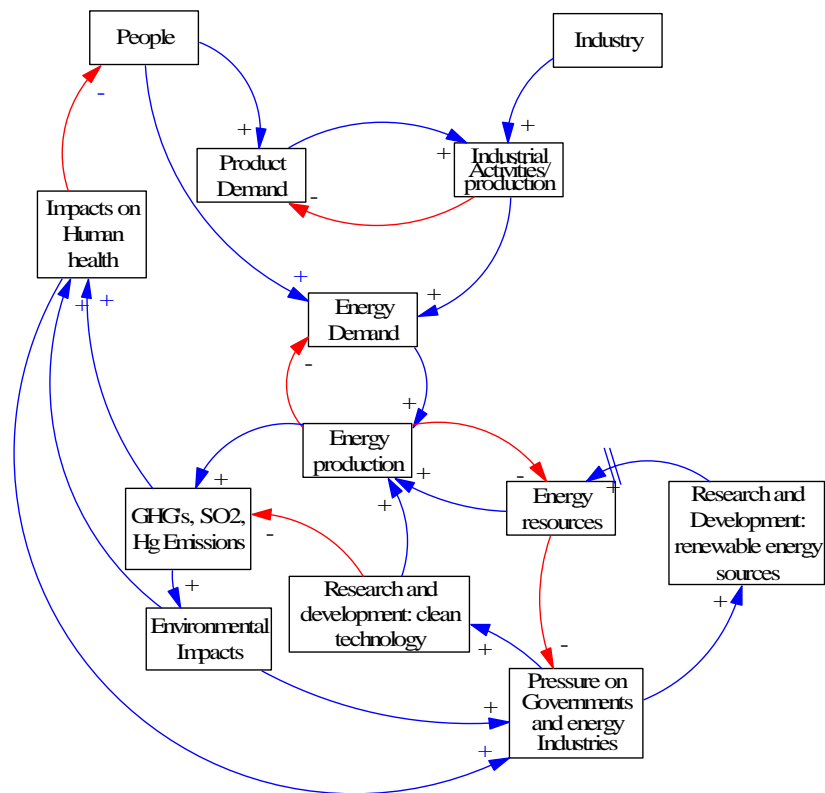 People
Industry
-
+
+
+
Product
Demand
Industrial
Activities/
production
-
Impacts on
Human
health
+
+
+
+
Energy
Demand
-
+
Energy
production
+
-
+
+
+
Energy
resources
Research and
Development:
renewable energy
sources
GHG's, SO2,
Hg Emissions
-
+
Research and
development: clean
technology
+
Environmental
Impacts
+
-
Pressure on
Governments
and energy
Industries
+
+